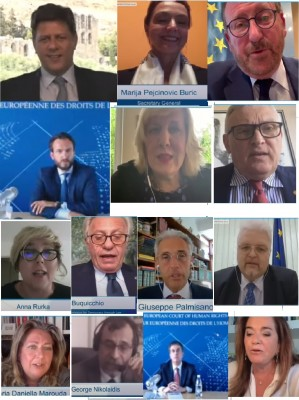 Marija Pejcinovic Buric
Secretary General
EUROPÉENNE DES DROITS DE L'H
Anna Rurka
Buquicchio
Giuseppe Palmisano
ria Daniella Marouda
George Nikolaidis
EUROPEAN COURT OF HUMAN RIGHTS
EUROPÉENNE DES DROITS DE L'HOM